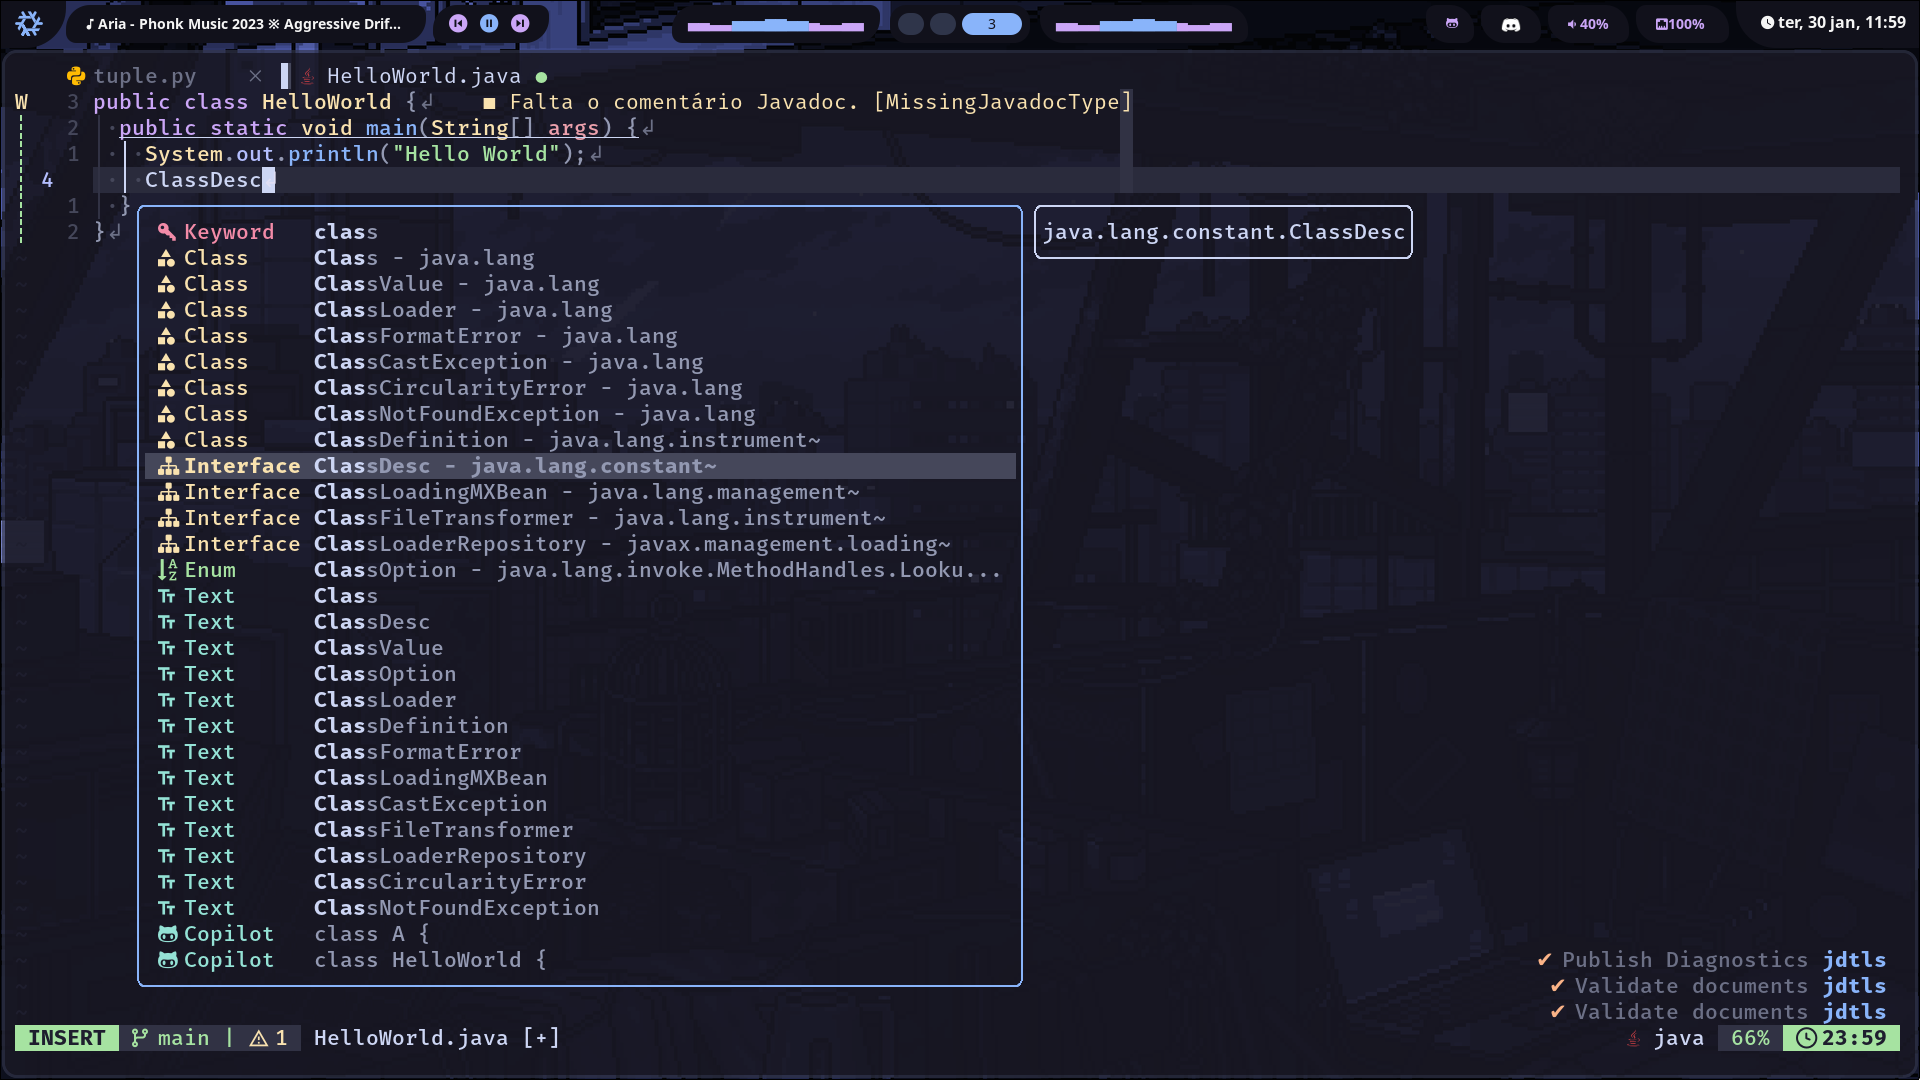 ♪ Aria - Phonk Music 2023 ※ Aggressive Drif...
3
40%
100%
ter, 30 jan, 11:59
tuple.py × HelloWorld.java ●
W 3 public class HelloWorld {↲ ■ Falta o comentário Javadoc. [MissingJavadocType]
2 public static void main(String[] args) {↲
1 System.out.println("Hello World");↲
4 ClassDesc
1 }
2 }↲
Keyword class
Class Class - java.lang
Class ClassValue - java.lang
Class ClassLoader - java.lang
Class ClassFormatError - java.lang
Class ClassCastException - java.lang
Class ClassCircularityError - java.lang
Class ClassNotFoundException - java.lang
Class ClassDefinition - java.lang.instrument~
Interface ClassDesc - java.lang.constant~
Interface ClassLoadingMXBean - java.lang.management~
Interface ClassFileTransformer - java.lang.instrument~
Interface ClassLoaderRepository - javax.management.loading~
Enum ClassOption - java.lang.invoke.MethodHandles.Looku...
Text Class
Text ClassDesc
Text ClassValue
Text ClassOption
Text ClassLoader
Text ClassDefinition
Text ClassFormatError
Text ClassLoadingMXBean
Text ClassCastException
Text ClassFileTransformer
Text ClassLoaderRepository
Text ClassCircularityError
Text ClassNotFoundException
Copilot class A {
Copilot class HelloWorld {
java.lang.constant.ClassDesc
✔ Publish Diagnostics jdtls
✔ Validate documents jdtls
✔ Validate documents jdtls
INSERT main | ⚠ 1 HelloWorld.java [+]
java 66% 23:59